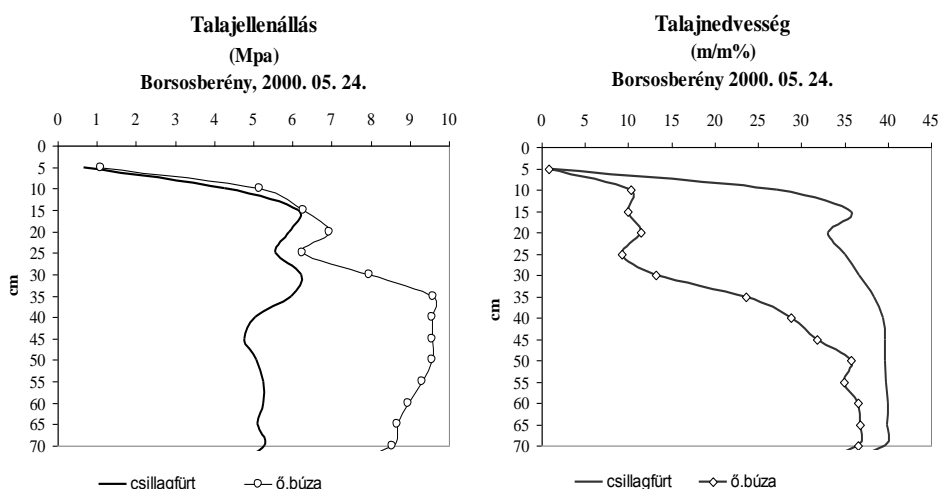 Talajellenállás
(Mpa)
Borsosberény, 2000. 05. 24.
0 1 2 3 4 5 6 7 8 9 10
0
5
10
15
20
25
30
35
40
45
50
55
60
65
70
cm
csillagfürt ő.búza
Talajnedvesség
(m/m%)
Borsosberény 2000. 05. 24.
0 5 10 15 20 25 30 35 40 45
0
5
10
15
20
25
30
35
40
45
50
55
60
65
70
cm
csillagfürt ő.búza